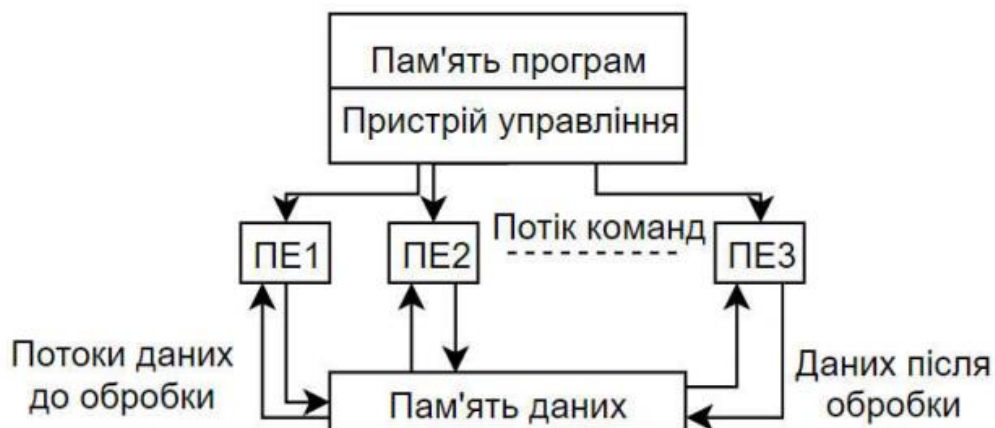 Пам'ять програм
Пристрій управління
Потік команд
ПЕ1
ПЕ2
ПЕ3
Потоки даних
до обробки
Пам'ять даних
Даних після
обробки